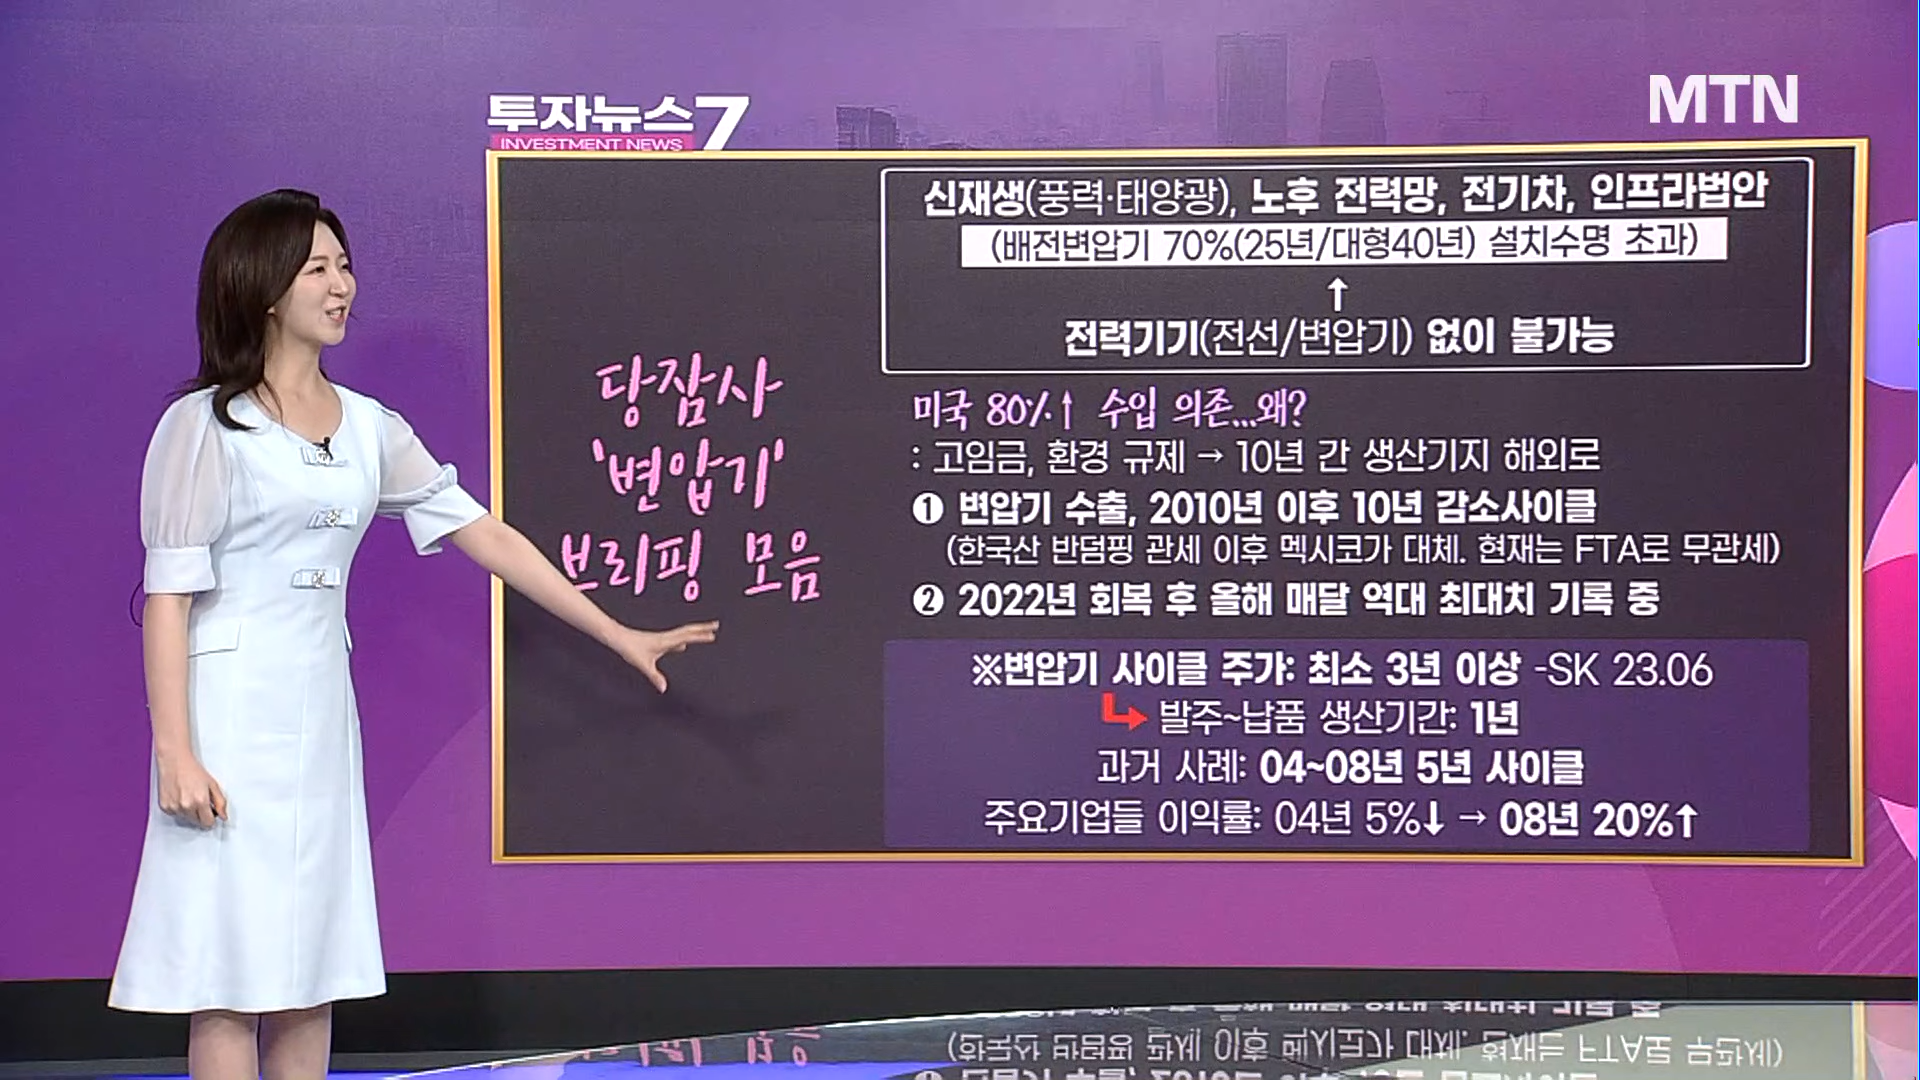 MTN
투자뉴스7
INVESTMENT NEWS
당잠사
'변압기'
브리핑 모음
신재생(풍력·태양광), 노후 전력망, 전기차, 인프라법안
(배전변압기 70%(25년/대형40년) 설치수명 초과)
↑
전력기기(전선/변압기) 없이 불가능
미국 80%↑ 수입 의존...왜?
: 고임금, 환경 규제 → 10년 간 생산기지 해외로
❶ 변압기 수출, 2010년 이후 10년 감소사이클
(한국산 반덤핑 관세 이후 멕시코가 대체. 현재는 FTA로 무관세)
❷ 2022년 회복 후 올해 매달 역대 최대치 기록 중
※변압기 사이클 주가: 최소 3년 이상 -SK 23.06
발주~납품 생산기간: 1년
과거 사례: 04~08년 5년 사이클
주요기업들 이익률: 04년 5%↓ → 08년 20%↑